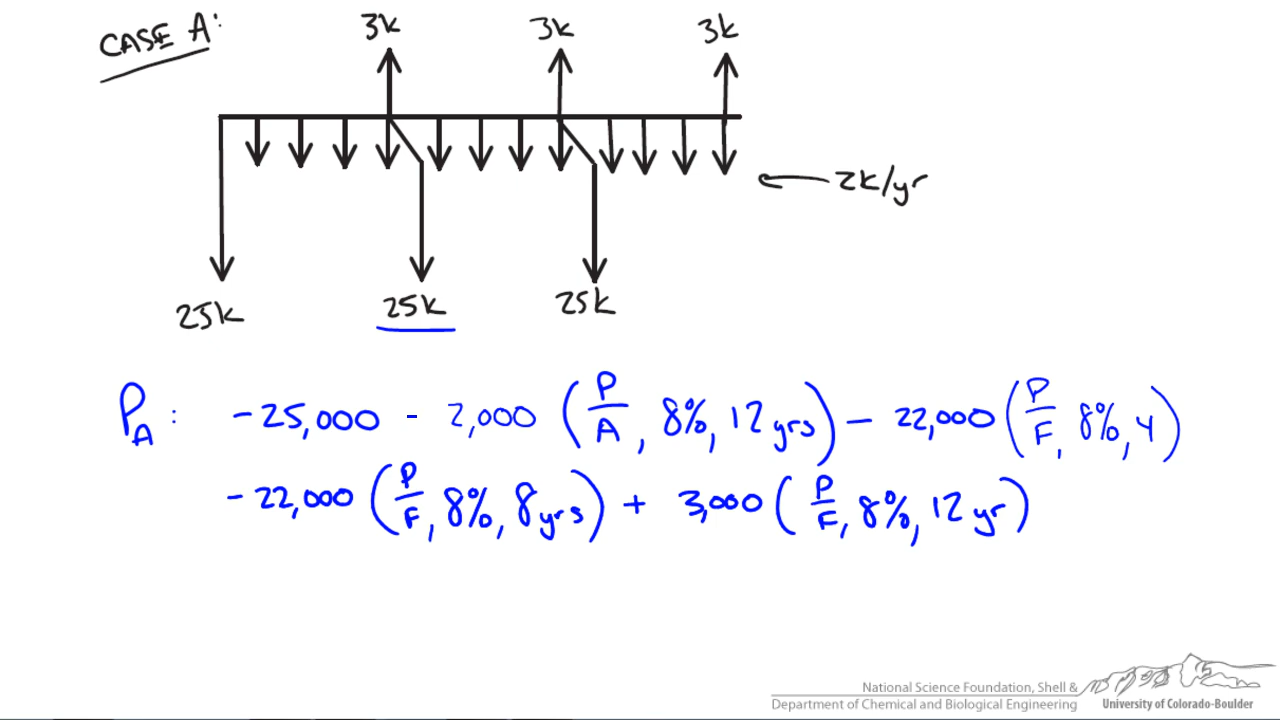 CASE A:
3k 3k 3k
2k/yr
25k 25k 25k
P_A : -25,000 - 2,000 (P/A, 8%, 12 yrs) - 22,000 (P/F, 8%, 4)
-22,000 (P/F, 8%, 8 yrs) + 3,000 (P/F, 8%, 12 yr)
National Science Foundation, Shell &
Department of Chemical and Biological Engineering
University of Colorado-Boulder